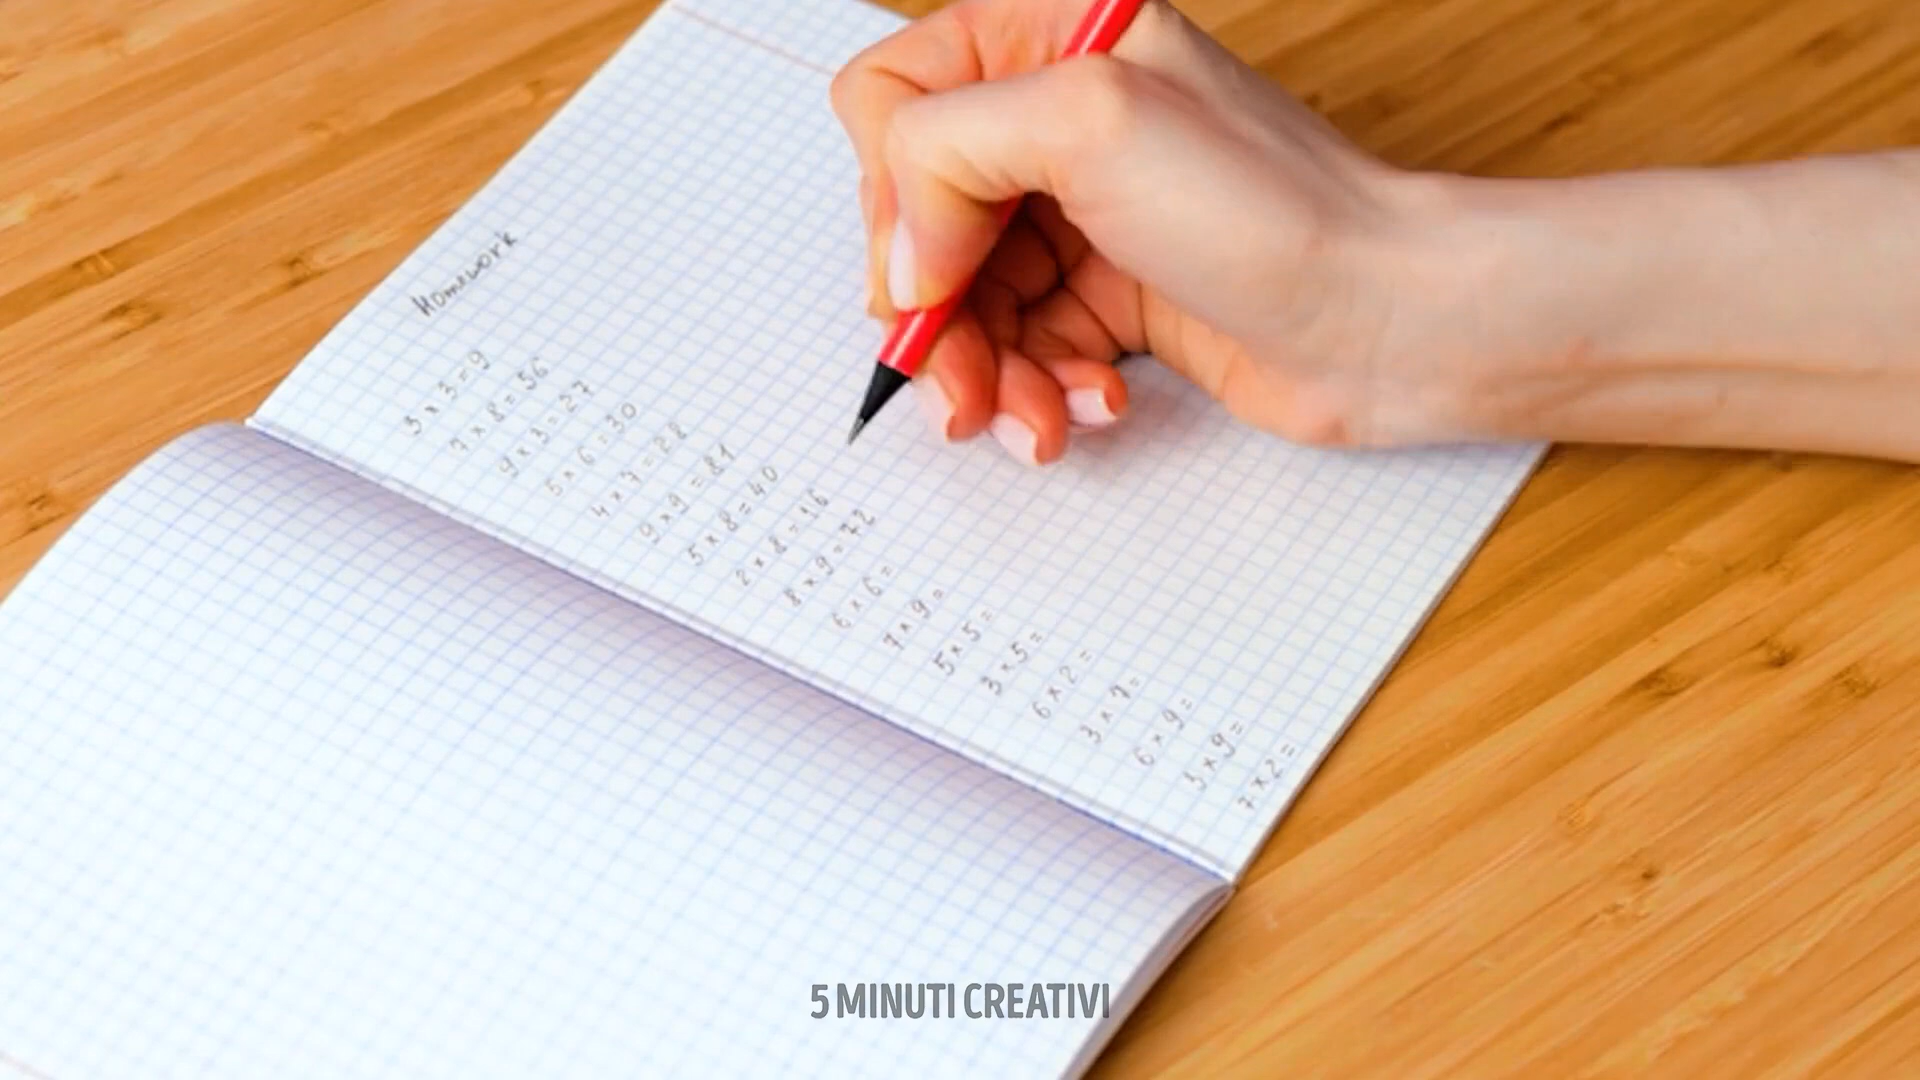 Homework
3 x 3 = 9
7 x 8 = 56
9 x 3 = 27
5 x 6 = 30
4 x 7 = 28
9 x 9 = 81
5 x 8 = 40
2 x 8 = 16
8 x 9 = 72
6 x 6 =
7 x 9 =
5 x 5 =
3 x 5 =
6 x 2 =
3 x 7 =
6 x 9 =
3 x 9 =
7 x 2 =
5 MINUTI CREATIVI